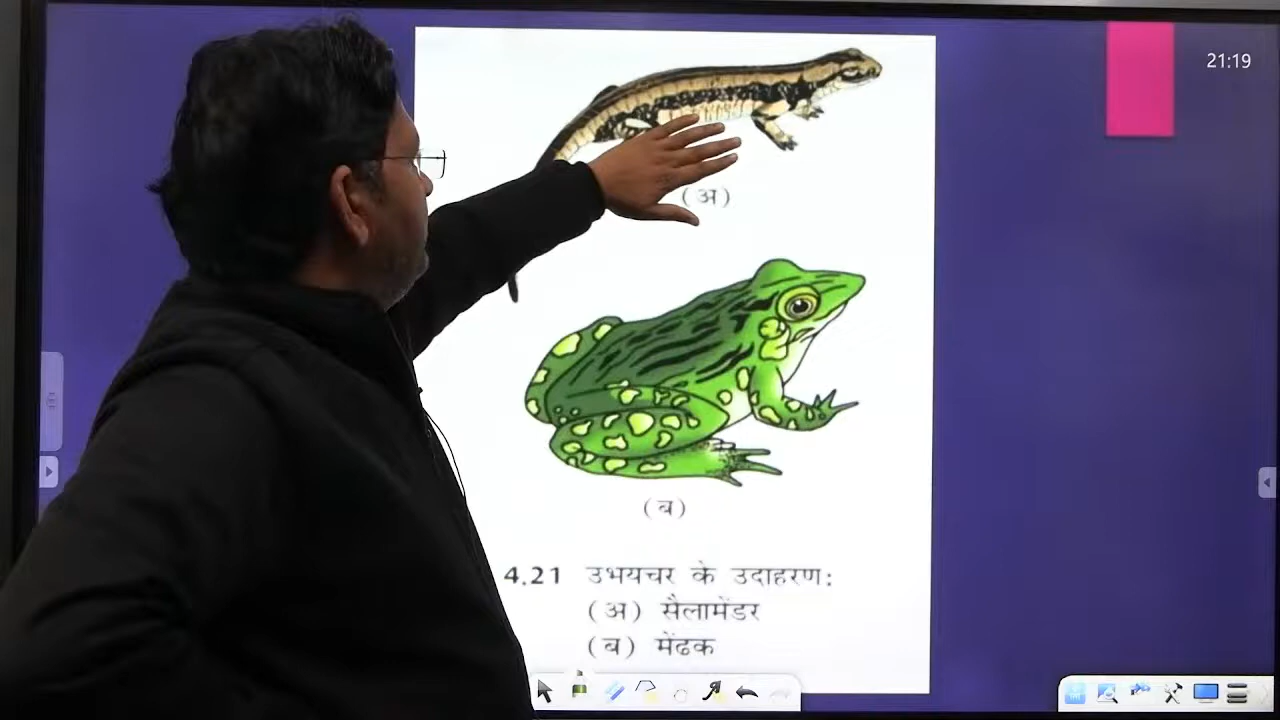 21:19
(अ)
(ब)
4.21 उभयचर के उदाहरण:
(अ) सैलामेंडर
(ब) मेंढक